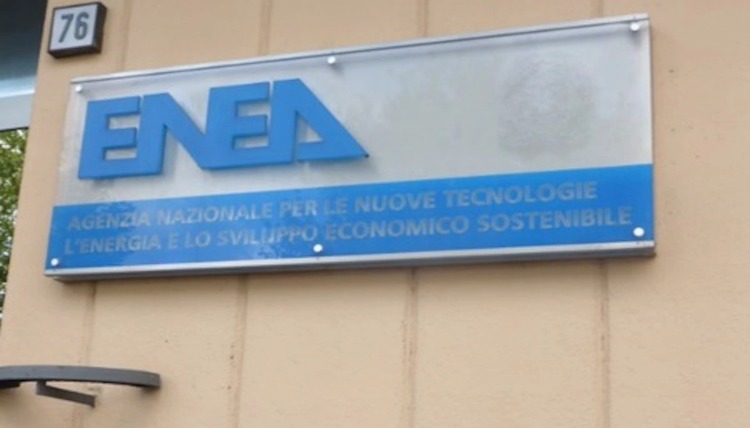 76
ENEA
AGENZIA NAZIONALE PER LE NUOVE TECNOLOGIE
L'ENERGIA E LO SVILUPPO ECONOMICO SOSTENIBILE